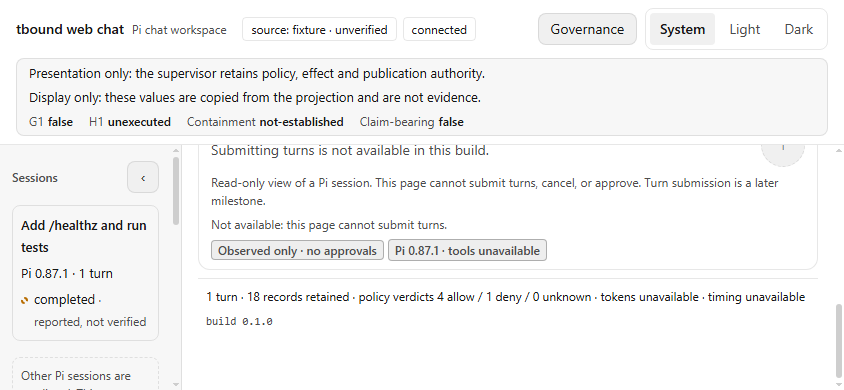 tbound web chat Pi chat workspace source: fixture · unverified connected Governance System Light Dark
Presentation only: the supervisor retains policy, effect and publication authority.
Display only: these values are copied from the projection and are not evidence.
G1 false H1 unexecuted Containment not-established Claim-bearing false
Sessions
‹
Add /healthz and run
tests
Pi 0.87.1 · 1 turn
completed ·
reported, not verified
Other Pi sessions are
Submitting turns is not available in this build.
Read-only view of a Pi session. This page cannot submit turns, cancel, or approve. Turn submission is a later
milestone.
Not available: this page cannot submit turns.
Observed only · no approvals Pi 0.87.1 · tools unavailable
1 turn · 18 records retained · policy verdicts 4 allow / 1 deny / 0 unknown · tokens unavailable · timing unavailable
build 0.1.0